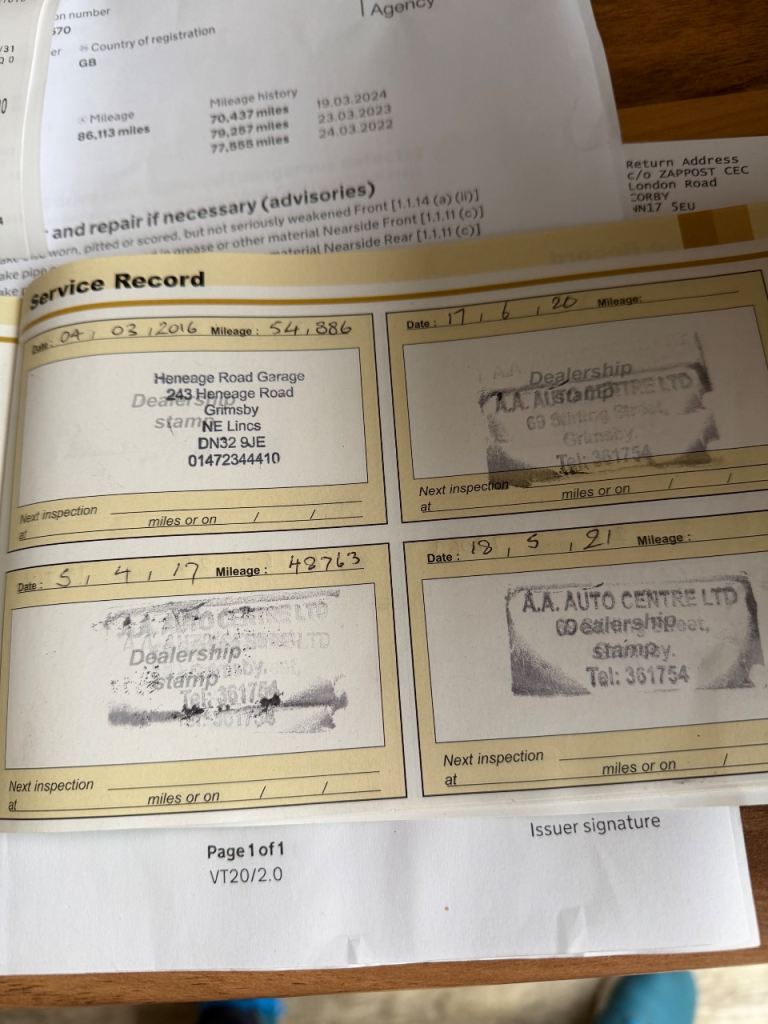 on number
570
Country of registration
GB
Agency
Mileage
86,113 miles
Mileage history
70,437 miles 19.03.2024
79,257 miles 23.03.2023
77,555 miles 24.03.2022
Return Address
c/o ZAPPOST CEC
London Road
CORBY
NN17 5EU
and repair if necessary (advisories)
worn, pitted or scored, but not seriously weakened Front [1.1.14 (a) (ii)]
grease or other material Nearside Front [1.1.11 (c)]
material Nearside Rear [1.1.11 (c)]
Service Record
Date: 04, 03, 2016 Mileage: 54,886
Dealership
stamp
Heneage Road Garage
243 Heneage Road
Grimsby
NE Lincs
DN32 9JE
01472344410
Next inspection
at miles or on / /
Date: 17, 6, 20 Mileage:
Dealership
stamp
A.A. AUTO CENTRE LTD
Grimsby.
Tel: 361754
Next inspection
at miles or on / /
Date: 5, 4, 17 Mileage: 48763
A.A. AUTO CENTRE LTD
Dealership
stamp
Tel: 361754
Next inspection
at miles or on / /
Date: 18, 5, 21 Mileage:
A.A. AUTO CENTRE LTD
Dealership
stamp
Tel: 361754
Next inspection
at miles or on /
Page 1 of 1
VT20/2.0
Issuer signature